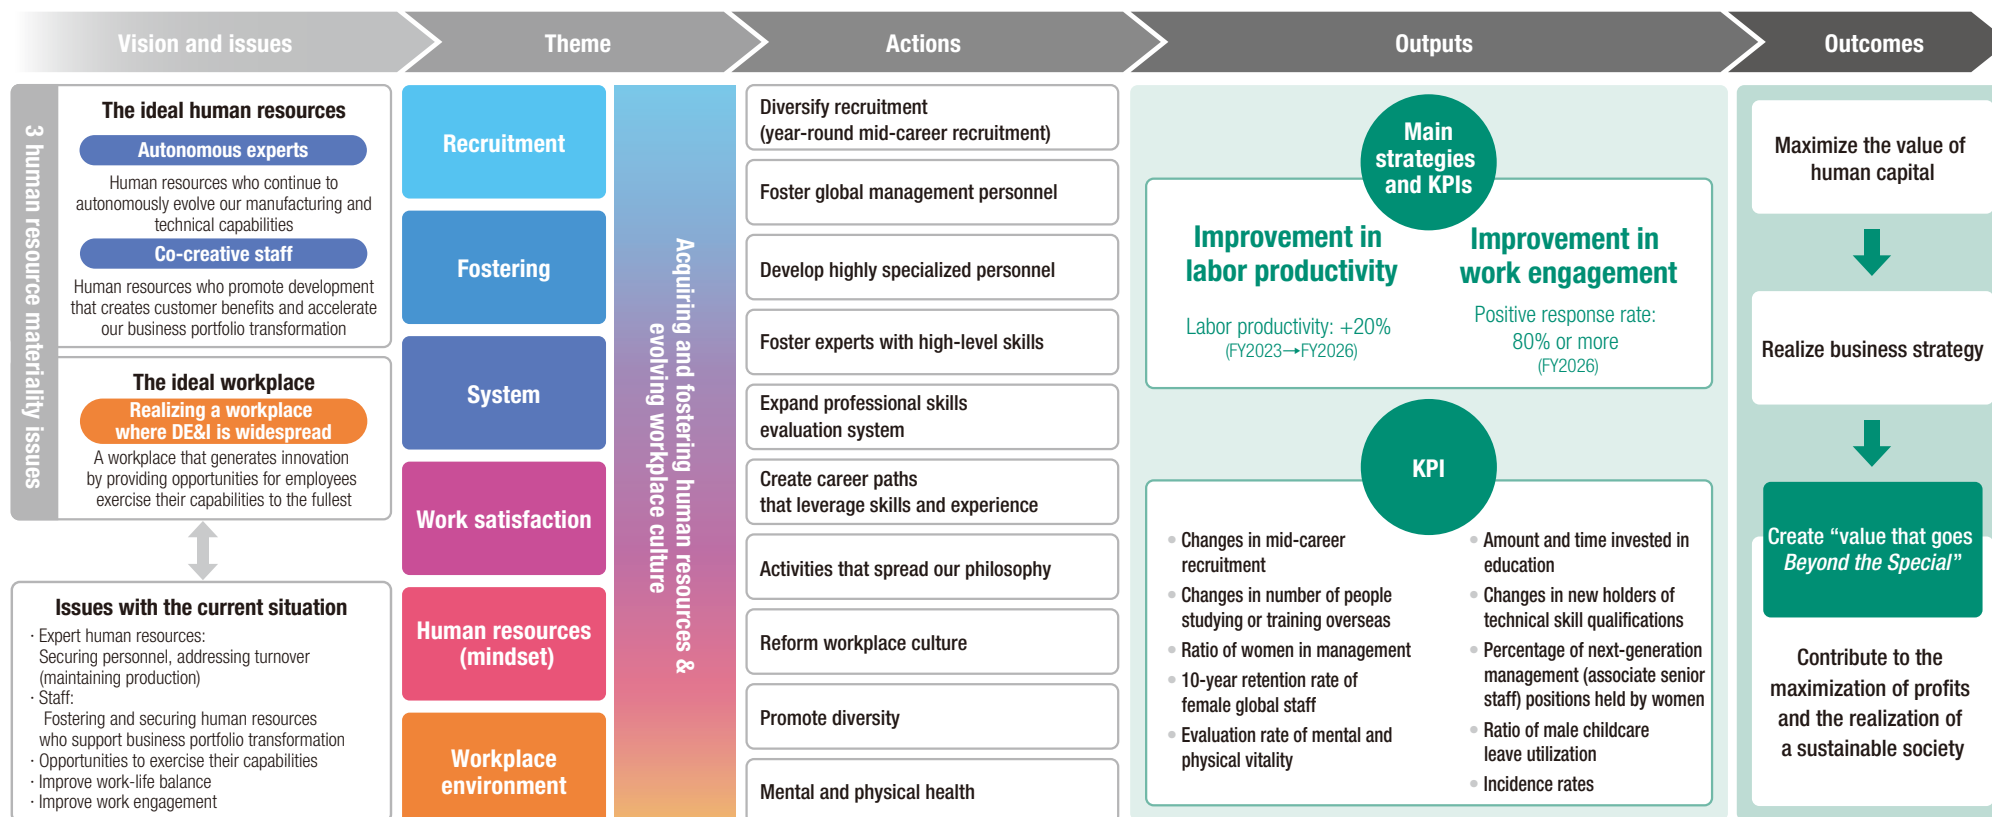 Vision and issues
Theme
Actions
Outputs
Outcomes
3 human resource materiality issues
The ideal human resources
Autonomous experts
Human resources who continue to
autonomously evolve our manufacturing and
technical capabilities
Co-creative staff
Human resources who promote development
that creates customer benefits and accelerate
our business portfolio transformation
The ideal workplace
Realizing a workplace
where DE&I is widespread
A workplace that generates innovation
by providing opportunities for employees
exercise their capabilities to the fullest
Issues with the current situation
· Expert human resources:
Securing personnel, addressing turnover
(maintaining production)
· Staff:
Fostering and securing human resources
who support business portfolio transformation
· Opportunities to exercise their capabilities
· Improve work-life balance
· Improve work engagement
Recruitment
Fostering
System
Work satisfaction
Human resources
(mindset)
Workplace
environment
Acquiring and fostering human resources &
evolving workplace culture
Diversify recruitment
(year-round mid-career recruitment)
Foster global management personnel
Develop highly specialized personnel
Foster experts with high-level skills
Expand professional skills
evaluation system
Create career paths
that leverage skills and experience
Activities that spread our philosophy
Reform workplace culture
Promote diversity
Mental and physical health
Main
strategies
and KPIs
Improvement in
labor productivity
Labor productivity: +20%
(FY2023→FY2026)
Improvement in
work engagement
Positive response rate:
80% or more
(FY2026)
KPI
• Changes in mid-career
recruitment
• Changes in number of people
studying or training overseas
• Ratio of women in management
• 10-year retention rate of
female global staff
• Evaluation rate of mental and
physical vitality
• Amount and time invested in
education
• Changes in new holders of
technical skill qualifications
• Percentage of next-generation
management (associate senior
staff) positions held by women
• Ratio of male childcare
leave utilization
• Incidence rates
Maximize the value of
human capital
Realize business strategy
Create “value that goes
Beyond the Special”
Contribute to the
maximization of profits
and the realization of
a sustainable society